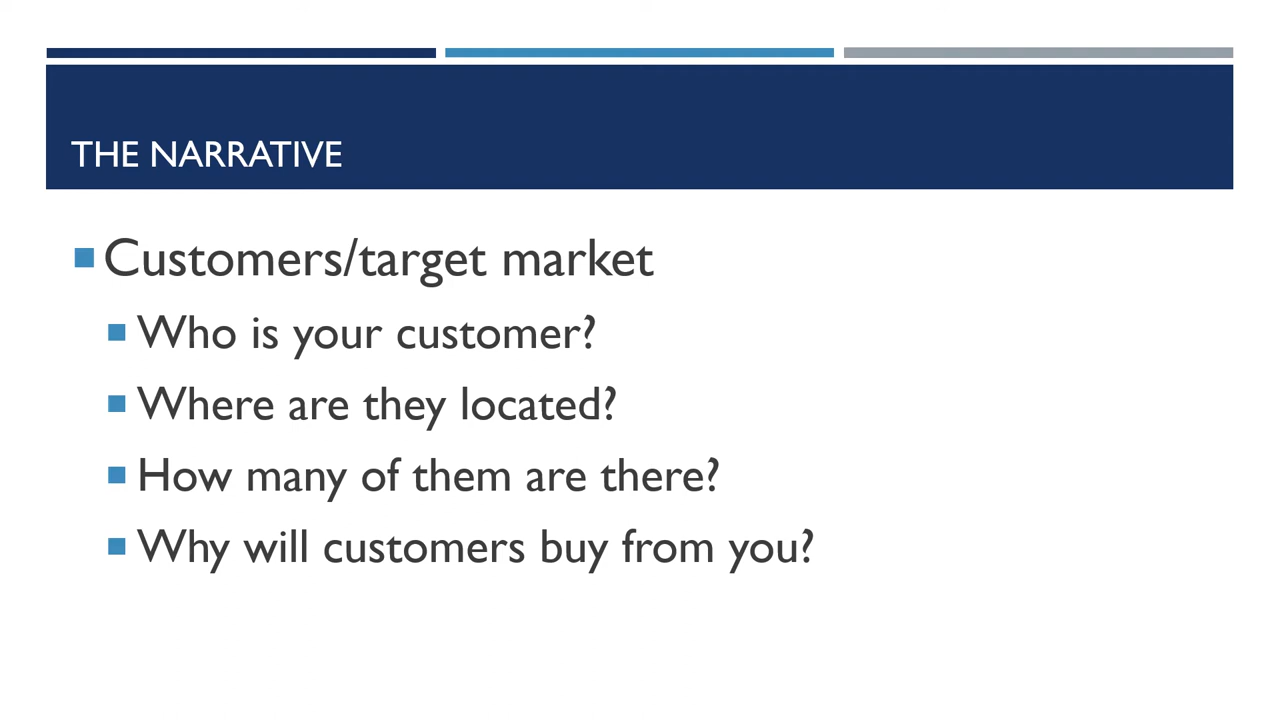 THE NARRATIVE
Customers/target market
Who is your customer?
Where are they located?
How many of them are there?
Why will customers buy from you?